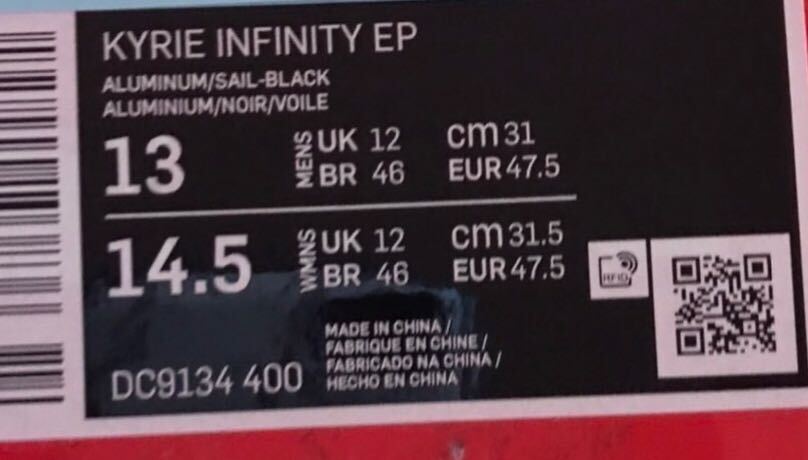 KYRIE INFINITY EP
ALUMINUM/SAIL-BLACK
ALUMINIUM/NOIR/VOILE
13 MENS UK 12 cm 31
BR 46 EUR 47.5
14.5 WMNS UK 12 cm 31.5
BR 46 EUR 47.5
RFID
MADE IN CHINA /
FABRIQUE EN CHINE /
FABRICADO NA CHINA /
HECHO EN CHINA
DC9134 400